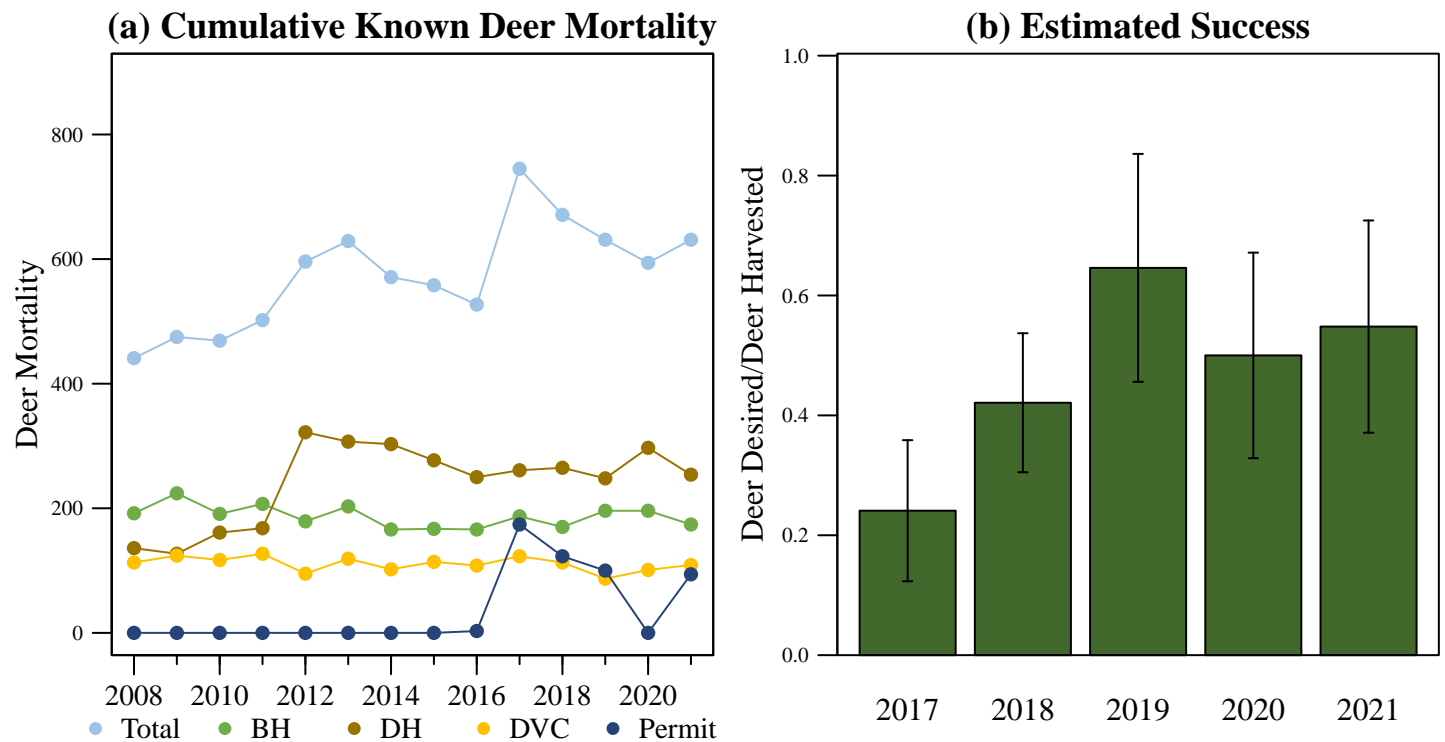 (a) Cumulative Known Deer Mortality
Deer Mortality
800
600
400
200
0
2008 2010 2012 2014 2016 2018 2020
Total BH DH DVC Permit
(b) Estimated Success
Deer Desired/Deer Harvested
1.0
0.8
0.6
0.4
0.2
0.0
2017 2018 2019 2020 2021